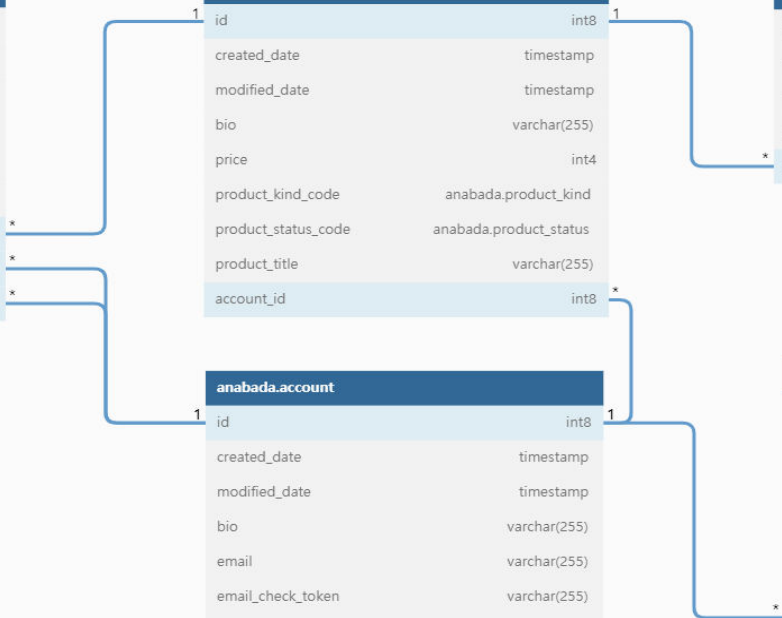 1 id int8 1
created_date timestamp
modified_date timestamp
bio varchar(255)
price int4
*
product_kind_code anabada.product_kind
* product_status_code anabada.product_status
* product_title varchar(255)
* account_id int8 *
anabada.account
1 id int8 1
created_date timestamp
modified_date timestamp
bio varchar(255)
email varchar(255)
email_check_token varchar(255)
*